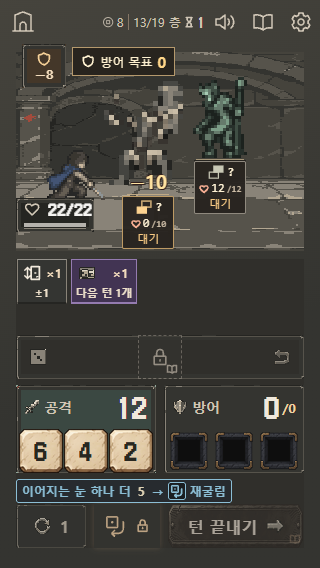 8 13/19 층 1
방어 목표 0
−8
−10
?
12/12
대기
22/22
?
0/10
대기
×1
±1
×1
다음 턴 1개
공격 12
방어 0/0
6 4 2
이어지는 눈 하나 더 5 → 재굴림
1
턴 끝내기